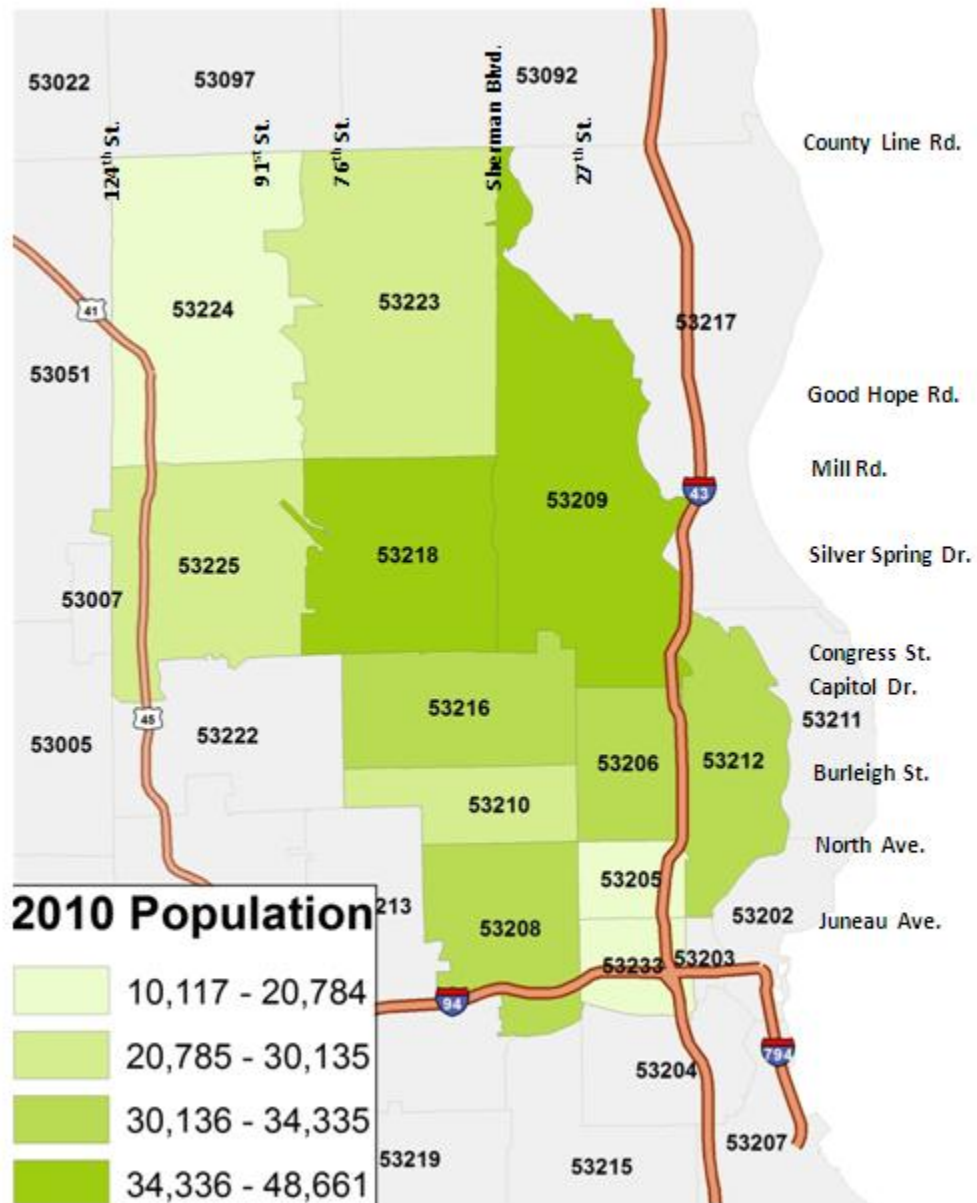 53022
53097
53092
Sherman Blvd.
124th St.
91st St.
76th St.
27th St.
County Line Rd.
53224
53223
53217
41
53051
Good Hope Rd.
Mill Rd.
43
53209
53218
53225
Silver Spring Dr.
53007
Congress St.
Capitol Dr.
53216
53211
45
53005
53222
53206
53212
Burleigh St.
53210
North Ave.
53205
213
53202
Juneau Ave.
53208
53233
53203
94
794
53204
53207
53219
53215
2010 Population
10,117 - 20,784
20,785 - 30,135
30,136 - 34,335
34,336 - 48,661